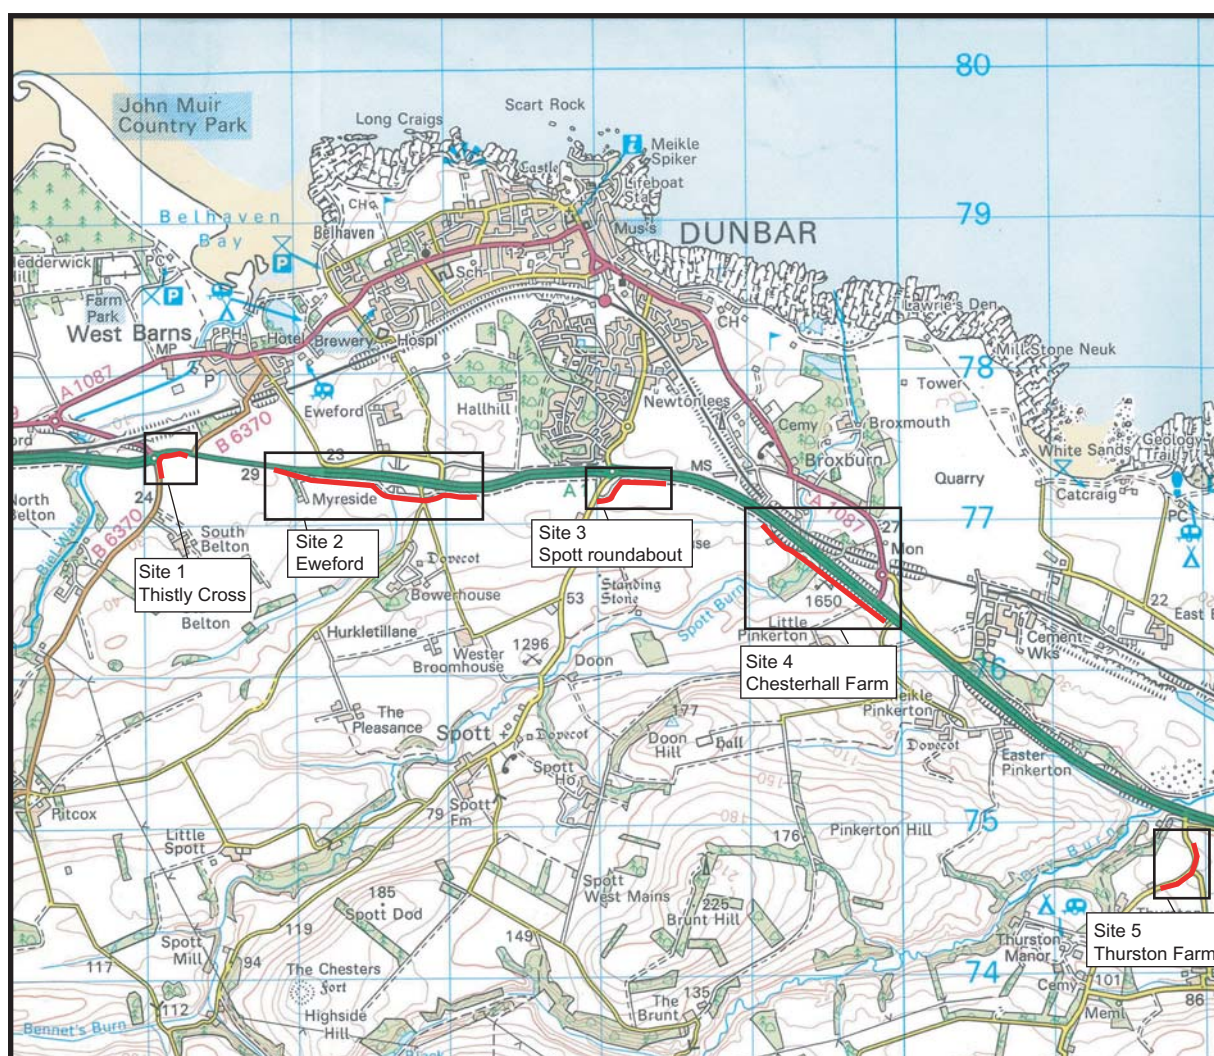 80
John Muir
Country Park
Scart Rock
Long Craigs
Meikle
Spiker
Castle
Lifeboat
Sta
79
Belhaven
Bay
CH
Belhaven
Mus
DUNBAR
12
Sch
PC
Farm
Park
West Barns
MP
PH
Hotel
Brewery
Hospl
P
CH
Lawrie's Den
Mill Stone Neuk
78
A 1087
Tower
Eweford
Hallhill
Newtonlees
Cemy
Broxmouth
Broxburn
B 6370
23
29
MS
White Sands
Geology
Trail
Quarry
Catcraig
PC
North
Belton
24
Myreside
A 1
A 1087
77
27
Mon
South
Belton
Site 1
Thistly Cross
Site 2
Eweford
Site 3
Spott roundabout
Biel Water
B 6370
Dovecot
Bowerhouse
Standing
Stone
53
Spott Burn
1650
Little
Pinkerton
22
East B
Belton
Hurkletillane
Wester
Broomhouse
1296
Doon
Cement
Wks
Site 4
Chesterhall Farm
76
The
Pleasance
Spott
Dovecot
177
Doon
Hill
Hall
Meikle
Pinkerton
Dovecot
Easter
Pinkerton
Spott
Ho
Pitcox
79
Spott
Fm
Little
Spott
176
Pinkerton Hill
75
Dry Burn
185
Spott Dod
Spott
West Mains
225
Brunt Hill
Site 5
Thurston Farm
119
149
Spott
Mill
94
117
The Chesters
Fort
Thurston
Manor
74
Cemy
101
86
Meml
112
Highside
Hill
The
Brunt
135
Bennet's Burn